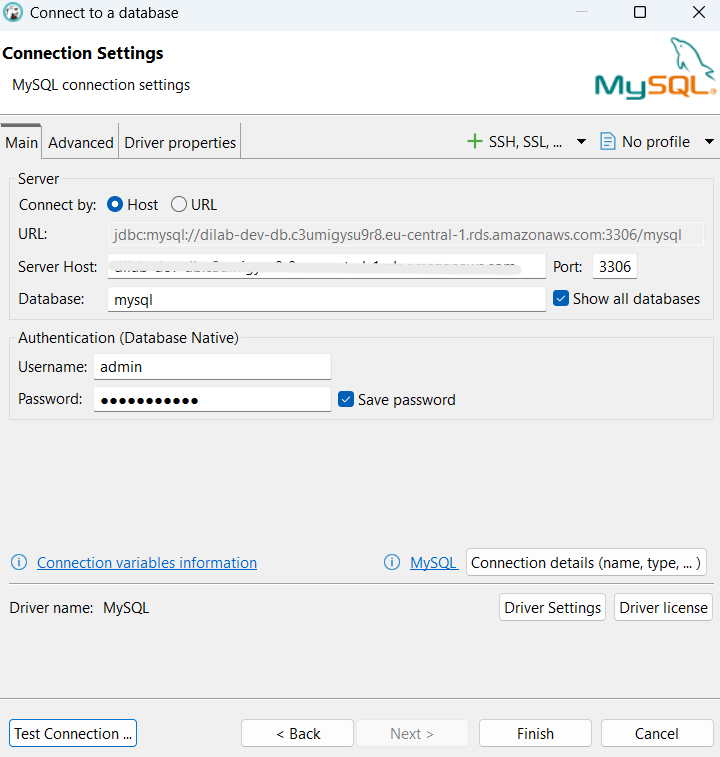 Connect to a database
Connection Settings
MySQL connection settings
MySQL®
Main Advanced Driver properties SSH, SSL, ... No profile
Server
Connect by: Host URL
URL: jdbc:mysql://dilab-dev-db.c3umigysu9r8.eu-central-1.rds.amazonaws.com:3306/mysql
Server Host: Port: 3306
Database: mysql Show all databases
Authentication (Database Native)
Username: admin
Password: ●●●●●●●●●●● Save password
Connection variables information MySQL Connection details (name, type, ... )
Driver name: MySQL Driver Settings Driver license
Test Connection ... < Back Next > Finish Cancel